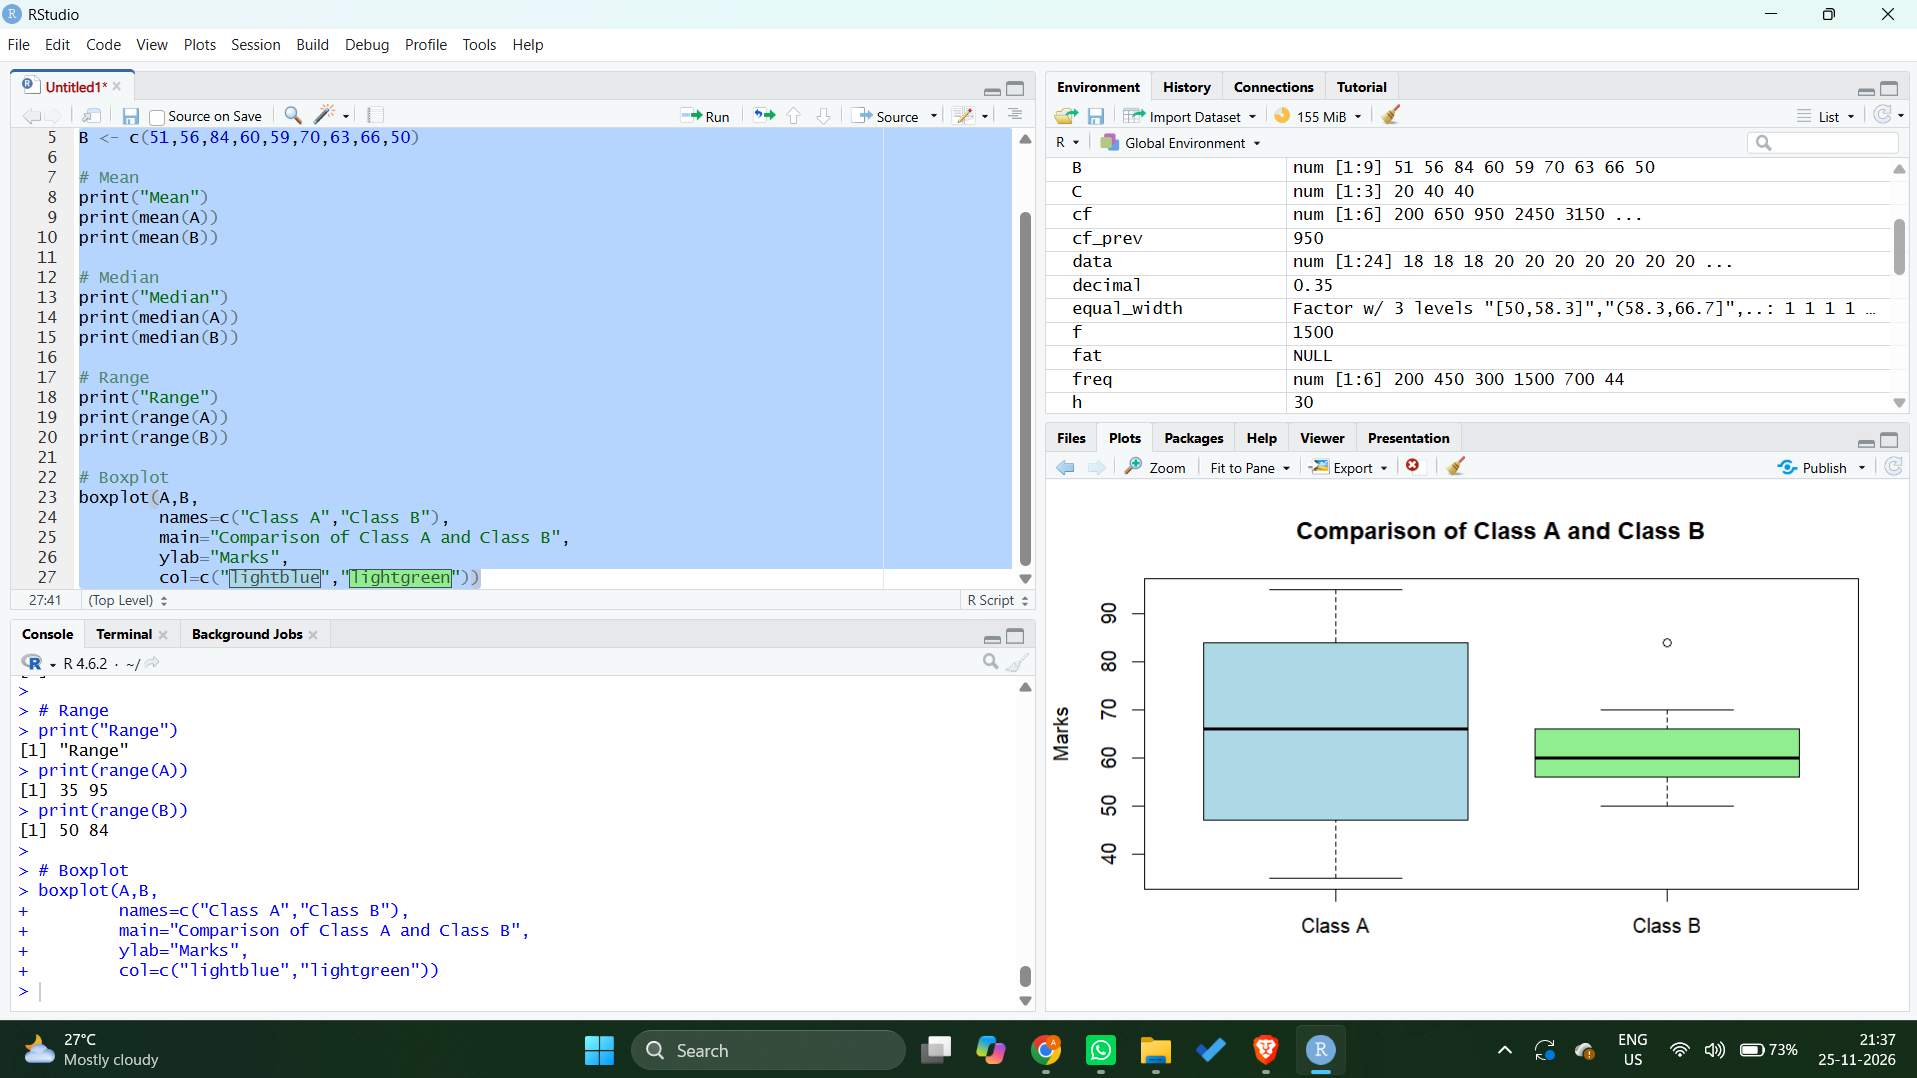 RStudio
File Edit Code View Plots Session Build Debug Profile Tools Help
Untitled1*
Source on Save
Run
Source
5 B <- c(51,56,84,60,59,70,63,66,50)
6
7 # Mean
8 print("Mean")
9 print(mean(A))
10 print(mean(B))
11
12 # Median
13 print("Median")
14 print(median(A))
15 print(median(B))
16
17 # Range
18 print("Range")
19 print(range(A))
20 print(range(B))
21
22 # Boxplot
23 boxplot(A,B,
24 names=c("Class A","Class B"),
25 main="Comparison of Class A and Class B",
26 ylab="Marks",
27 col=c("lightblue","lightgreen"))
27:41 (Top Level) R Script
Console Terminal Background Jobs
R 4.6.2 · ~/
>
> # Range
> print("Range")
[1] "Range"
> print(range(A))
[1] 35 95
> print(range(B))
[1] 50 84
>
> # Boxplot
> boxplot(A,B,
+ names=c("Class A","Class B"),
+ main="Comparison of Class A and Class B",
+ ylab="Marks",
+ col=c("lightblue","lightgreen"))
>
Environment History Connections Tutorial
Import Dataset 155 MiB List
R Global Environment
B num [1:9] 51 56 84 60 59 70 63 66 50
C num [1:3] 20 40 40
cf num [1:6] 200 650 950 2450 3150 ...
cf_prev 950
data num [1:24] 18 18 18 20 20 20 20 20 20 20 ...
decimal 0.35
equal_width Factor w/ 3 levels "[50,58.3]","(58.3,66.7]",..: 1 1 1 1 …
f 1500
fat NULL
freq num [1:6] 200 450 300 1500 700 44
h 30
Files Plots Packages Help Viewer Presentation
Zoom Fit to Pane Export Publish
Comparison of Class A and Class B
Marks
90
80
70
60
50
40
Class A Class B
27°C
Mostly cloudy
Search
ENG
US
73%
21:37
25-11-2026